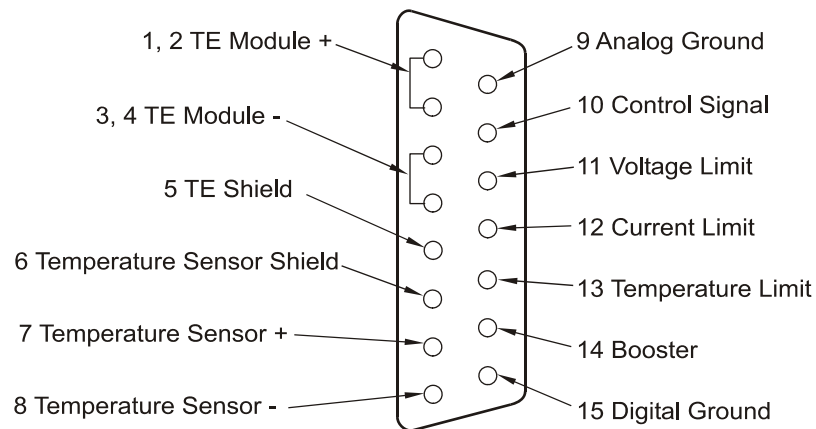 1, 2 TE Module +
3, 4 TE Module -
5 TE Shield
6 Temperature Sensor Shield
7 Temperature Sensor +
8 Temperature Sensor -
9 Analog Ground
10 Control Signal
11 Voltage Limit
12 Current Limit
13 Temperature Limit
14 Booster
15 Digital Ground